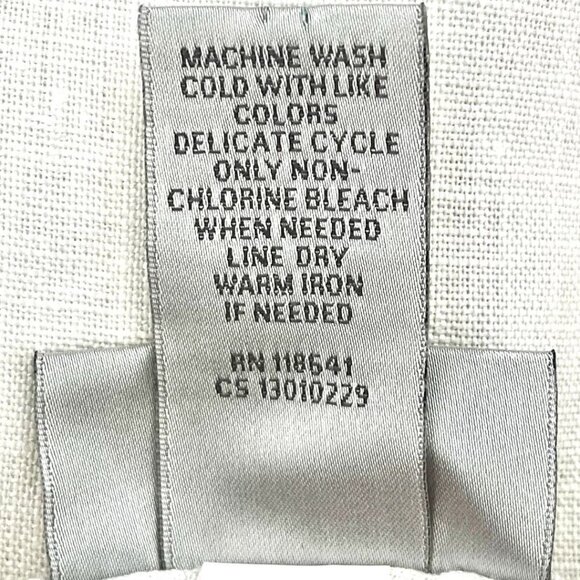 MACHINE WASH
COLD WITH LIKE
COLORS
DELICATE CYCLE
ONLY NON-
CHLORINE BLEACH
WHEN NEEDED
LINE DRY
WARM IRON
IF NEEDED
RN 118641
CS 13010229